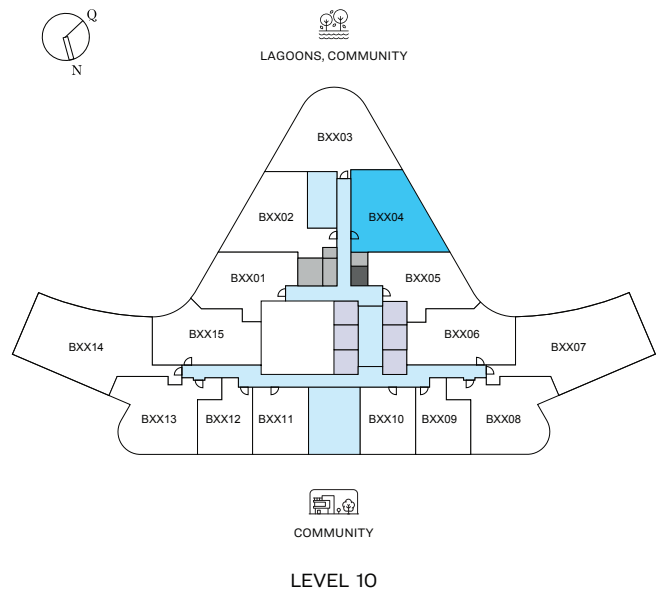 Q
N
LAGOONS, COMMUNITY
BXX03
BXX02
BXX04
BXX01
BXX05
BXX15
BXX06
BXX14
BXX07
BXX13
BXX12
BXX11
BXX10
BXX09
BXX08
COMMUNITY
LEVEL 10